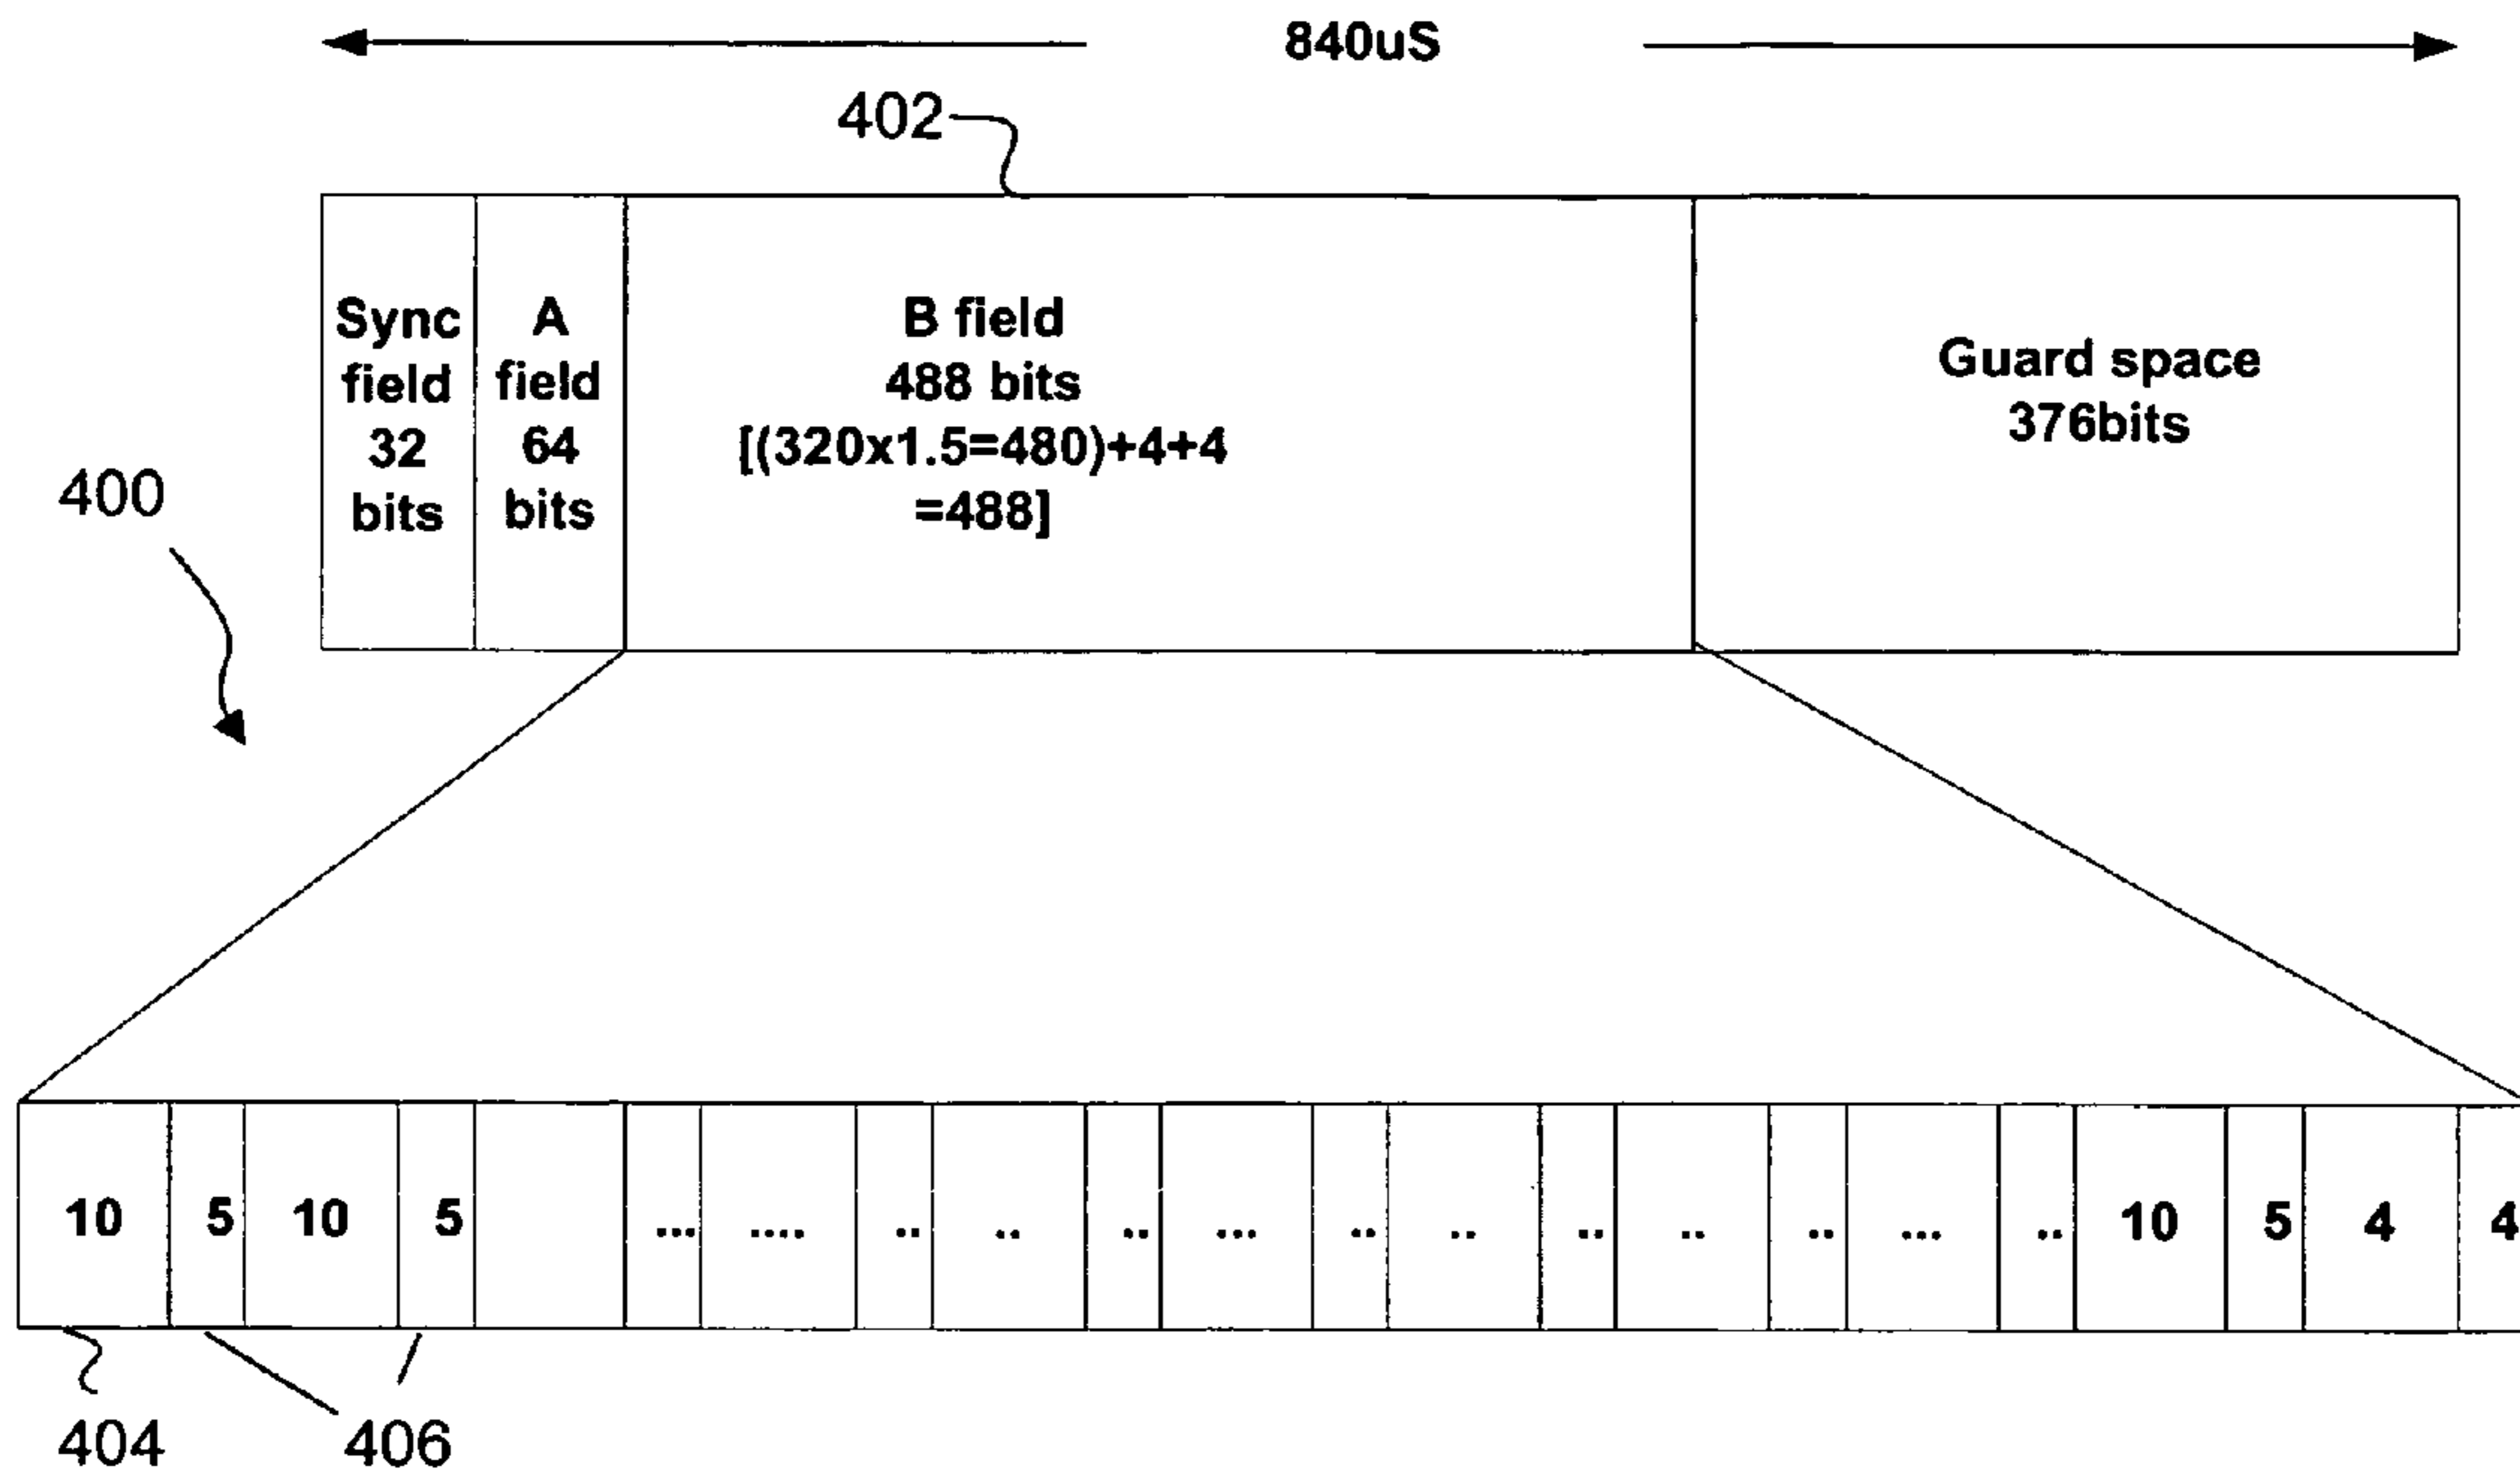 840uS
402
Sync
field
32
bits
A
field
64
bits
B field
488 bits
[(320x1.5=480)+4+4
=488]
Guard space
376bits
400
10 5 10 5 ... .... .. .. .. ... .. .. .. .. .. ... .. 10 5 4 4
404
406